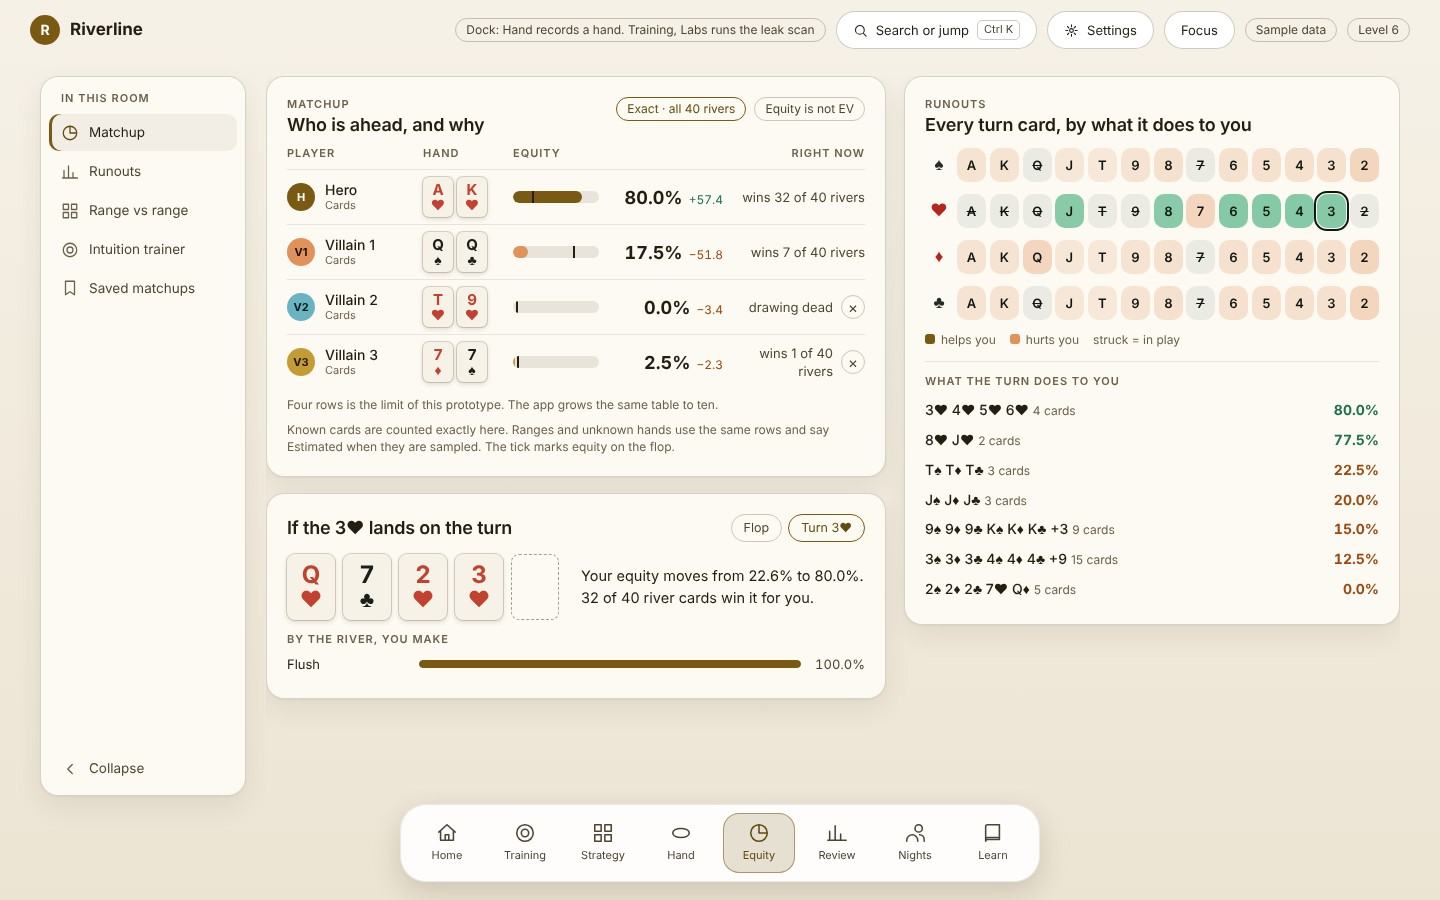 R Riverline
Dock: Hand records a hand. Training, Labs runs the leak scan
Search or jump Ctrl K
Settings
Focus
Sample data
Level 6
IN THIS ROOM
Matchup
Runouts
Range vs range
Intuition trainer
Saved matchups
Collapse
MATCHUP
Who is ahead, and why
Exact · all 40 rivers
Equity is not EV
PLAYER HAND EQUITY RIGHT NOW
H Hero Cards A♥ K♥ 80.0% +57.4 wins 32 of 40 rivers
V1 Villain 1 Cards Q♠ Q♣ 17.5% −51.8 wins 7 of 40 rivers
V2 Villain 2 Cards T♥ 9♥ 0.0% −3.4 drawing dead ×
V3 Villain 3 Cards 7♦ 7♠ 2.5% −2.3 wins 1 of 40 rivers ×
Four rows is the limit of this prototype. The app grows the same table to ten.
Known cards are counted exactly here. Ranges and unknown hands use the same rows and say
Estimated when they are sampled. The tick marks equity on the flop.
If the 3♥ lands on the turn
Flop
Turn 3♥
Q♥ 7♣ 2♥ 3♥
Your equity moves from 22.6% to 80.0%.
32 of 40 river cards win it for you.
BY THE RIVER, YOU MAKE
Flush 100.0%
RUNOUTS
Every turn card, by what it does to you
♠ A K Q J T 9 8 7 6 5 4 3 2
♥ A K Q J T 9 8 7 6 5 4 3 2
♦ A K Q J T 9 8 7 6 5 4 3 2
♣ A K Q J T 9 8 7 6 5 4 3 2
helps you hurts you struck = in play
WHAT THE TURN DOES TO YOU
3♥ 4♥ 5♥ 6♥ 4 cards 80.0%
8♥ J♥ 2 cards 77.5%
T♠ T♦ T♣ 3 cards 22.5%
J♠ J♦ J♣ 3 cards 20.0%
9♠ 9♦ 9♣ K♠ K♦ K♣ +3 9 cards 15.0%
3♠ 3♦ 3♣ 4♠ 4♦ 4♣ +9 15 cards 12.5%
2♠ 2♦ 2♣ 7♥ Q♦ 5 cards 0.0%
Home
Training
Strategy
Hand
Equity
Review
Nights
Learn